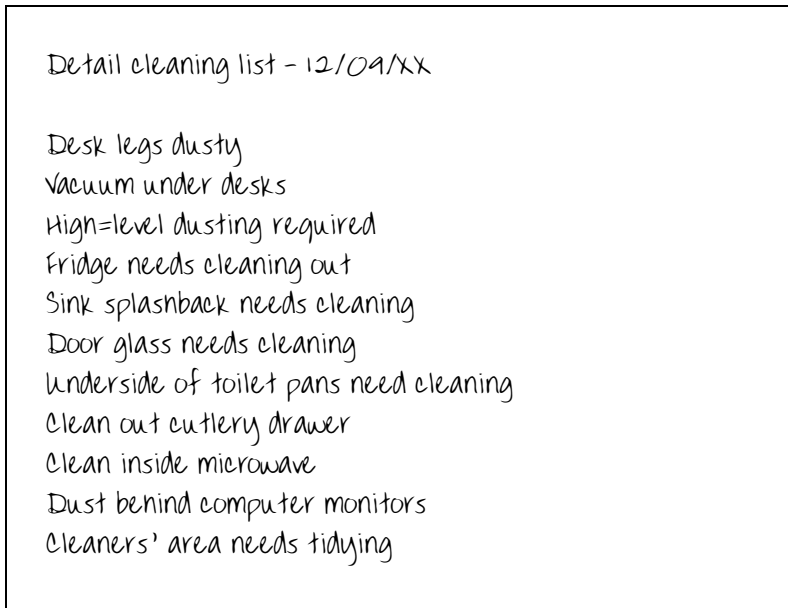 Detail cleaning list - 12/09/XX
Desk legs dusty
Vacuum under desks
High=level dusting required
Fridge needs cleaning out
Sink splashback needs cleaning
Door glass needs cleaning
Underside of toilet pans need cleaning
Clean out cutlery drawer
Clean inside microwave
Dust behind computer monitors
Cleaners' area needs tidying